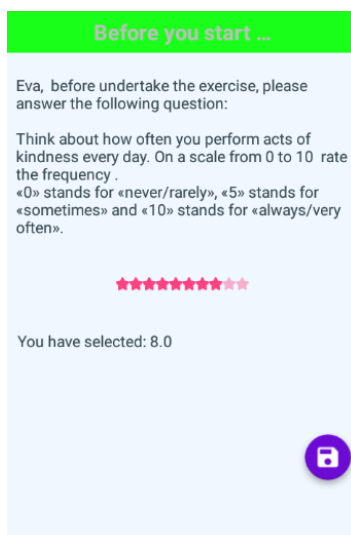 Before you start ...
Eva,  before undertake the exercise, please
answer the following question:
Think about how often you perform acts of
kindness every day. On a scale from 0 to 10  rate
the frequency .
«0» stands for «never/rarely», «5» stands for
«sometimes» and «10» stands for «always/very
often».
You have selected: 8.0